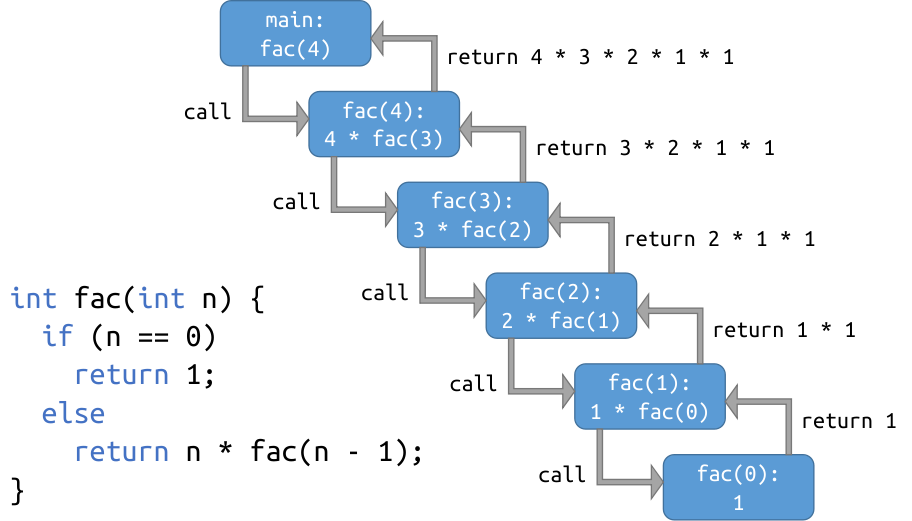 main:
fac(4)
return 4 * 3 * 2 * 1 * 1
call
fac(4):
4 * fac(3)
return 3 * 2 * 1 * 1
call
fac(3):
3 * fac(2)
return 2 * 1 * 1
call
fac(2):
2 * fac(1)
return 1 * 1
call
fac(1):
1 * fac(0)
return 1
call
fac(0):
1
int fac(int n) {
  if (n == 0)
    return 1;
  else
    return n * fac(n - 1);
}